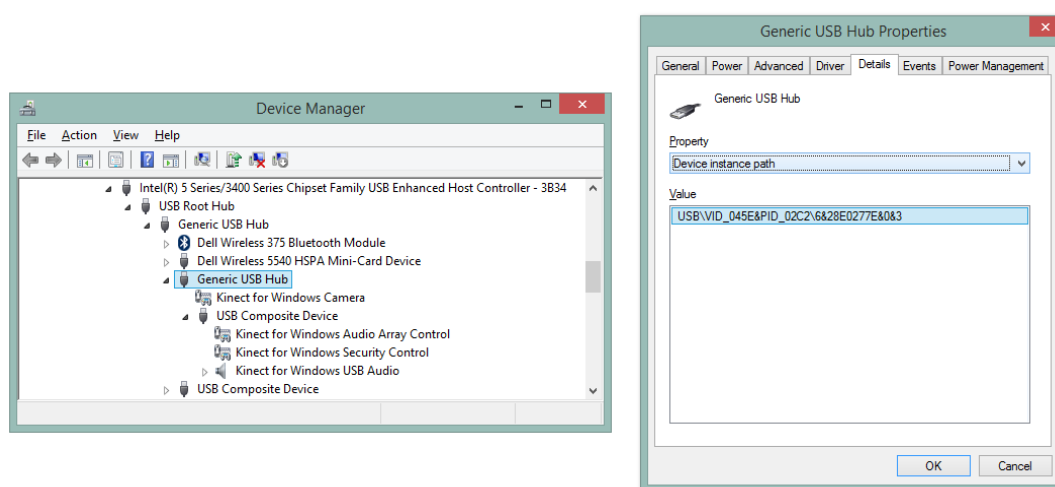 Device Manager
File Action View Help
Intel(R) 5 Series/3400 Series Chipset Family USB Enhanced Host Controller - 3B34
USB Root Hub
Generic USB Hub
Dell Wireless 375 Bluetooth Module
Dell Wireless 5540 HSPA Mini-Card Device
Generic USB Hub
Kinect for Windows Camera
USB Composite Device
Kinect for Windows Audio Array Control
Kinect for Windows Security Control
Kinect for Windows USB Audio
USB Composite Device
Generic USB Hub Properties
General Power Advanced Driver Details Events Power Management
Generic USB Hub
Property
Device instance path
Value
USB\VID_045E&PID_02C2\6&28E0277E&0&3
OK Cancel